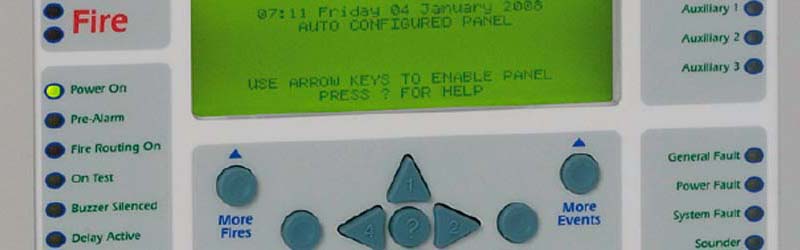 Fire
Power On
Pre-Alarm
Fire Routing On
On Test
Buzzer Silenced
Delay Active
07:11 Friday 04 January 2008
AUTO CONFIGURED PANEL
USE ARROW KEYS TO ENABLE PANEL
PRESS ? FOR HELP
More
Fires
1
4
?
2
More
Events
Auxiliary 1
Auxiliary 2
Auxiliary 3
General Fault
Power Fault
System Fault
Sounder